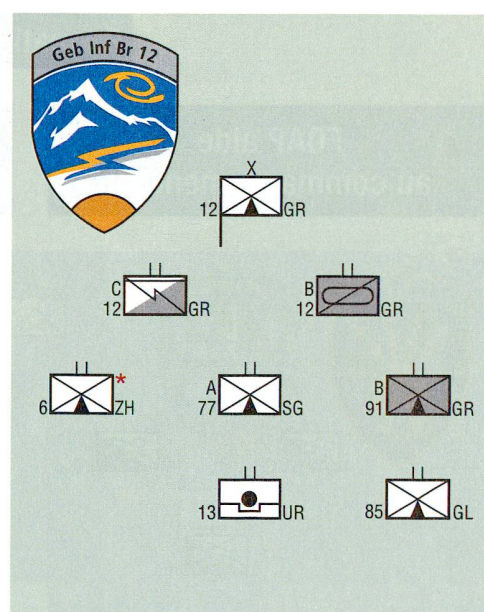 Geb Inf Br 12
X
12 GR
C
12 GR
B
12 GR
6 * ZH
A
77 SG
B
91 GR
13 UR
85 GL